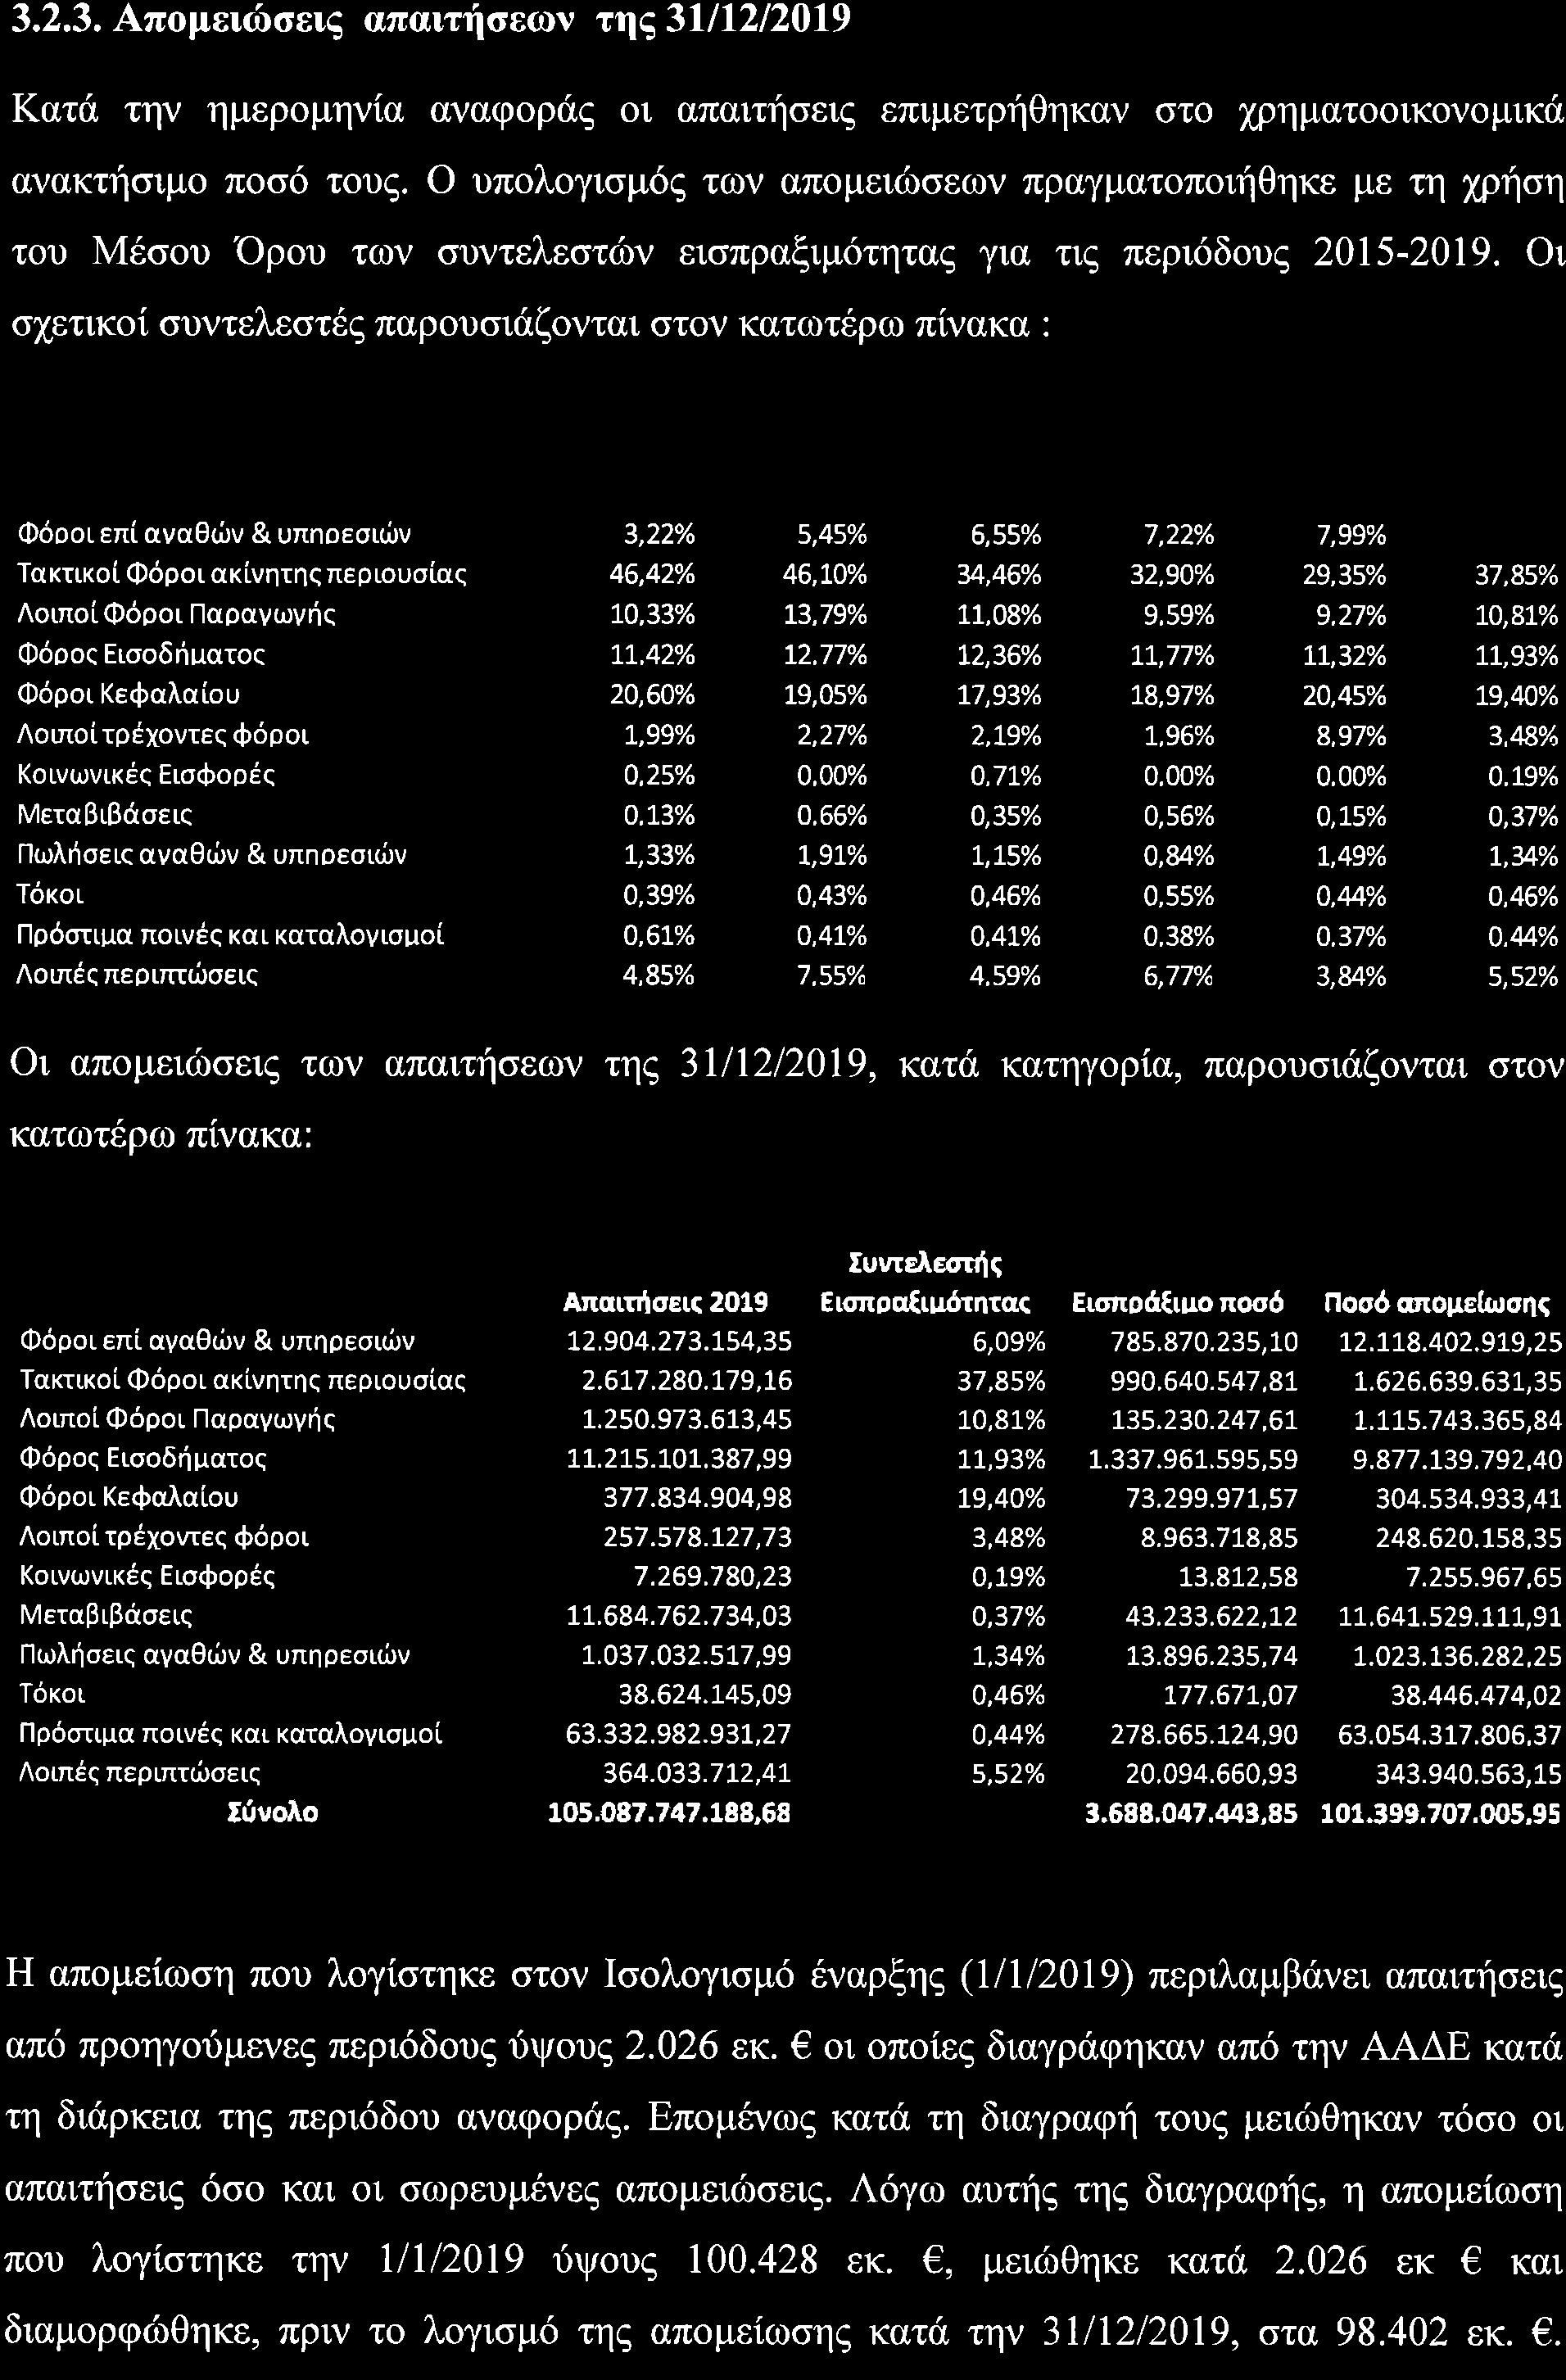 3.2.3. Απομειώσεις απαιτήσεων της 31/12/2019
Κατά την ημερομηνία αναφοράς οι απαιτήσεις επιμετρήθηκαν στο χρηματοοικονομικά
ανακτήσιμο ποσό τους. Ο υπολογισμός των απομειώσεων πραγματοποιήθηκε με τη χρήση
του Μέσου Όρου των συντελεστών εισπραξιμότητας για τις περιόδους 2015-2019. Οι
σχετικοί συντελεστές παρουσιάζονται στον κατωτέρω πίνακα :
Φόροι επί αγαθών & υπηρεσιών 3,22% 5,45% 6,55% 7,22% 7,99%
Τακτικοί Φόροι ακίνητης περιουσίας 46,42% 46,10% 34,46% 32,90% 29,35% 37,85%
Λοιποί Φόροι Παραγωγής 10,33% 13,79% 11,08% 9,59% 9,27% 10,81%
Φόρος Εισοδήματος 11,42% 12,77% 12,36% 11,77% 11,32% 11,93%
Φόροι Κεφαλαίου 20,60% 19,05% 17,93% 18,97% 20,45% 19,40%
Λοιποί τρέχοντες φόροι 1,99% 2,27% 2,19% 1,96% 8,97% 3,48%
Κοινωνικές Εισφορές 0,25% 0,00% 0,71% 0,00% 0,00% 0,19%
Μεταβιβάσεις 0,13% 0,66% 0,35% 0,56% 0,15% 0,37%
Πωλήσεις αγαθών & υπηρεσιών 1,33% 1,91% 1,15% 0,84% 1,49% 1,34%
Τόκοι 0,39% 0,43% 0,46% 0,55% 0,44% 0,46%
Πρόστιμα ποινές και καταλογισμοί 0,61% 0,41% 0,41% 0,38% 0,37% 0,44%
Λοιπές περιπτώσεις 4,85% 7,55% 4,59% 6,77% 3,84% 5,52%
Οι απομειώσεις των απαιτήσεων της 31/12/2019, κατά κατηγορία, παρουσιάζονται στον
κατωτέρω πίνακα:
Συντελεστής
Απαιτήσεις 2019 Εισπραξιμότητας Εισπράξιμο ποσό Ποσό απομείωσης
Φόροι επί αγαθών & υπηρεσιών 12.904.273.154,35 6,09% 785.870.235,10 12.118.402.919,25
Τακτικοί Φόροι ακίνητης περιουσίας 2.617.280.179,16 37,85% 990.640.547,81 1.626.639.631,35
Λοιποί Φόροι Παραγωγής 1.250.973.613,45 10,81% 135.230.247,61 1.115.743.365,84
Φόρος Εισοδήματος 11.215.101.387,99 11,93% 1.337.961.595,59 9.877.139.792,40
Φόροι Κεφαλαίου 377.834.904,98 19,40% 73.299.971,57 304.534.933,41
Λοιποί τρέχοντες φόροι 257.578.127,73 3,48% 8.963.718,85 248.620.158,35
Κοινωνικές Εισφορές 7.269.780,23 0,19% 13.812,58 7.255.967,65
Μεταβιβάσεις 11.684.762.734,03 0,37% 43.233.622,12 11.641.529.111,91
Πωλήσεις αγαθών & υπηρεσιών 1.037.032.517,99 1,34% 13.896.235,74 1.023.136.282,25
Τόκοι 38.624.145,09 0,46% 177.671,07 38.446.474,02
Πρόστιμα ποινές και καταλογισμοί 63.332.982.931,27 0,44% 278.665.124,90 63.054.317.806,37
Λοιπές περιπτώσεις 364.033.712,41 5,52% 20.094.660,93 343.940.563,15
Σύνολο 105.087.747.188,68 3.688.047.443,85 101.399.707.005,95
Η απομείωση που λογίστηκε στον Ισολογισμό έναρξης (1/1/2019) περιλαμβάνει απαιτήσεις
από προηγούμενες περιόδους ύψους 2.026 εκ. € οι οποίες διαγράφηκαν από την ΑΑΔΕ κατά
τη διάρκεια της περιόδου αναφοράς. Επομένως κατά τη διαγραφή τους μειώθηκαν τόσο οι
απαιτήσεις όσο και οι σωρευμένες απομειώσεις. Λόγω αυτής της διαγραφής, η απομείωση
που λογίστηκε την 1/1/2019 ύψους 100.428 εκ. €, μειώθηκε κατά 2.026 εκ € και
διαμορφώθηκε, πριν το λογισμό της απομείωσης κατά την 31/12/2019, στα 98.402 εκ. €.